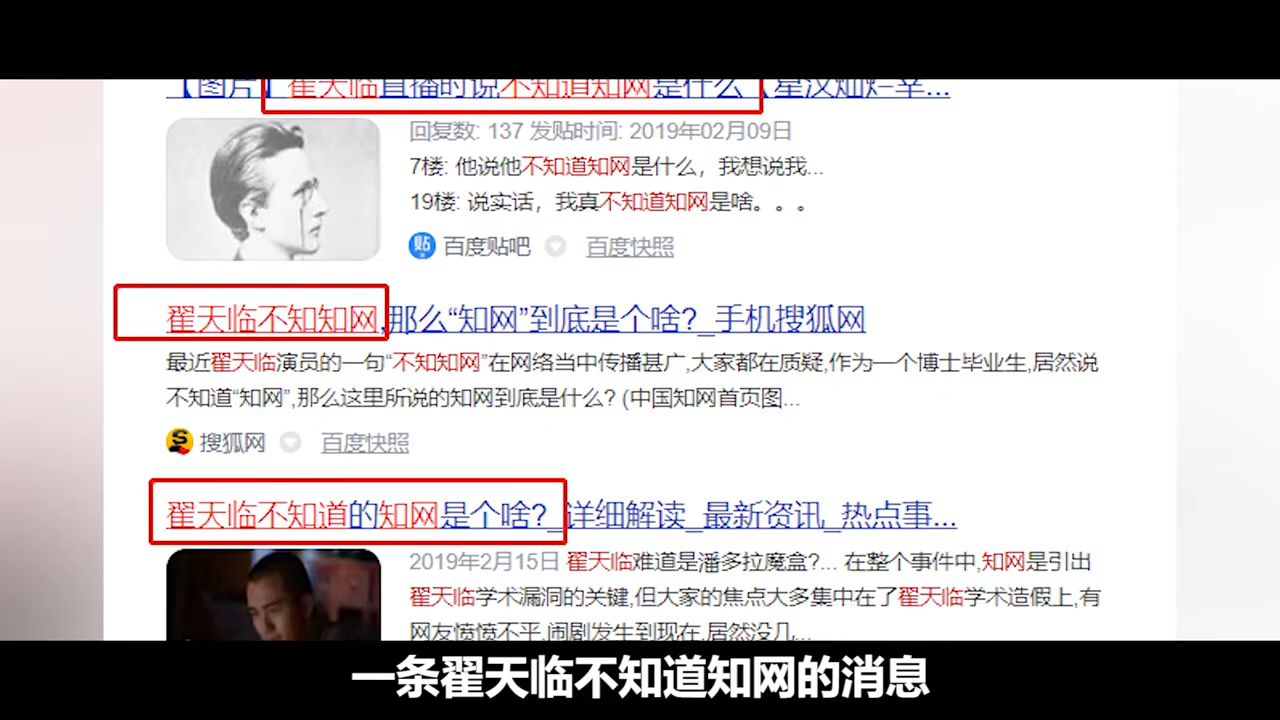 【图片】翟天临直播时说不知道知网是什么【星汉灿烂幸...
回复数: 137 发贴时间: 2019年02月09日
7楼: 他说他不知道知网是什么，我想说我...
19楼: 说实话，我真不知道知网是啥。。。
贴 百度贴吧 百度快照
翟天临不知知网,那么“知网”到底是个啥?_手机搜狐网
最近翟天临演员的一句“不知知网”在网络当中传播甚广,大家都在质疑,作为一个博士毕业生,居然说
不知道“知网”,那么这里所说的知网到底是什么? (中国知网首页图...
S 搜狐网 百度快照
翟天临不知道的知网是个啥?_详细解读_最新资讯_热点事...
2019年2月15日 翟天临难道是潘多拉魔盒?... 在整个事件中,知网是引出
翟天临学术漏洞的关键,但大家的焦点大多集中在了翟天临学术造假上,有
网友愤愤不平,闹剧发生到现在,居然没几...
一条翟天临不知道知网的消息